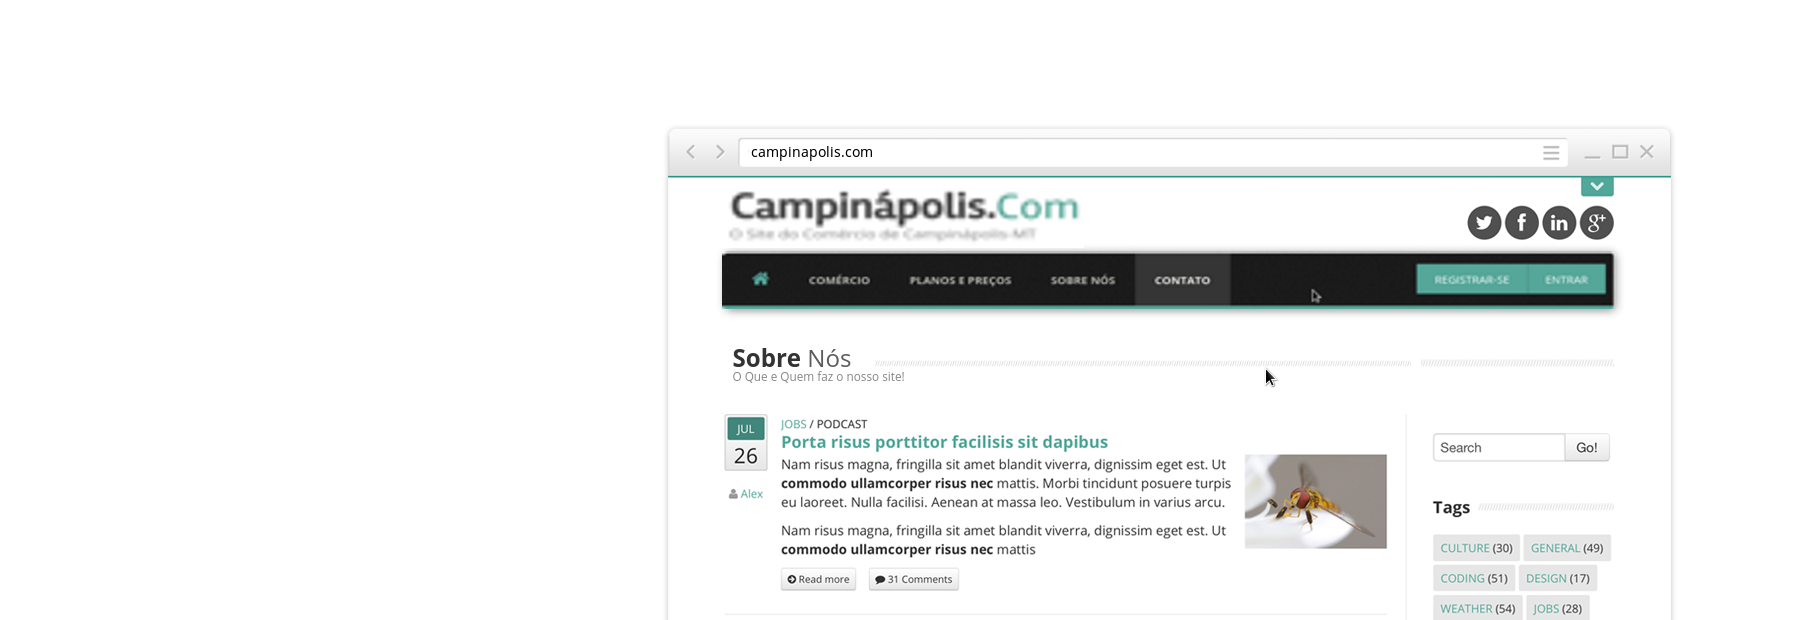 campinapolis.com
Campinápolis.Com
O Site do Comércio de Campinápolis-MT
COMÉRCIO PLANOS E PREÇOS SOBRE NÓS CONTATO REGISTRAR-SE ENTRAR
Sobre Nós
O Que e Quem faz o nosso site!
JUL
26
Alex
JOBS / PODCAST
Porta risus porttitor facilisis sit dapibus
Nam risus magna, fringilla sit amet blandit viverra, dignissim eget est. Ut
commodo ullamcorper risus nec mattis. Morbi tincidunt posuere turpis
eu laoreet. Nulla facilisi. Aenean at massa leo. Vestibulum in varius arcu.
Nam risus magna, fringilla sit amet blandit viverra, dignissim eget est. Ut
commodo ullamcorper risus nec mattis
Read more 31 Comments
Search Go!
Tags
CULTURE (30) GENERAL (49)
CODING (51) DESIGN (17)
WEATHER (54) JOBS (28)